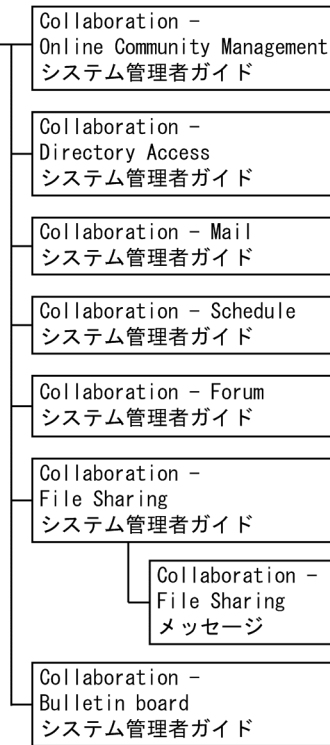 Collaboration -
Online Community Management
システム管理者ガイド
Collaboration -
Directory Access
システム管理者ガイド
Collaboration - Mail
システム管理者ガイド
Collaboration - Schedule
システム管理者ガイド
Collaboration - Forum
システム管理者ガイド
Collaboration -
File Sharing
システム管理者ガイド
Collaboration -
File Sharing
メッセージ
Collaboration -
Bulletin board
システム管理者ガイド